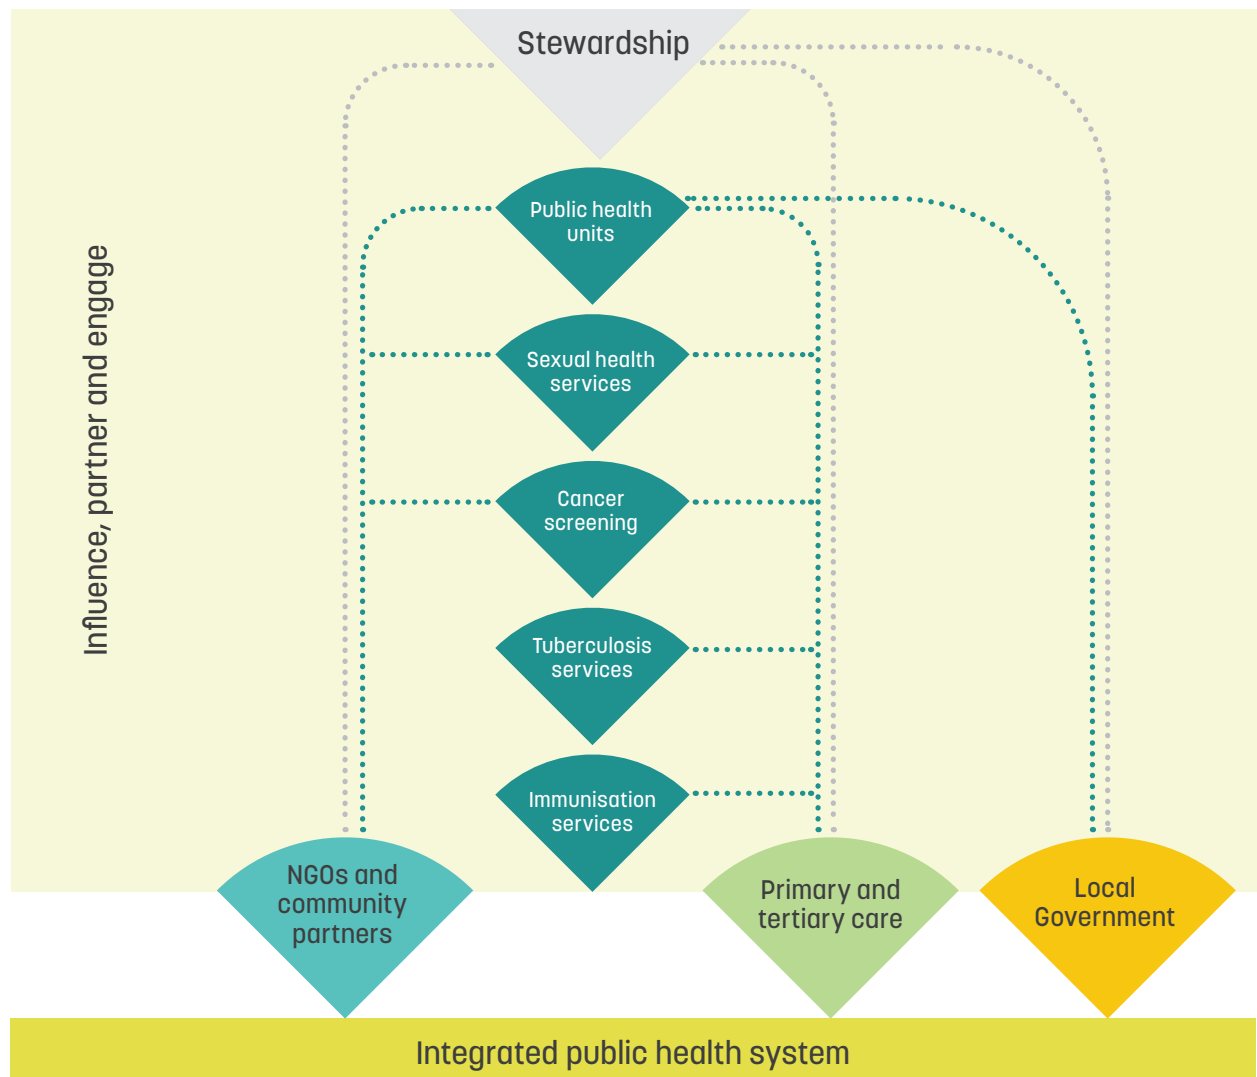 Stewardship
Influence, partner and engage
Public health
units
Sexual health
services
Cancer
screening
Tuberculosis
services
Immunisation
services
NGOs and
community
partners
Primary and
tertiary care
Local
Government
Integrated public health system